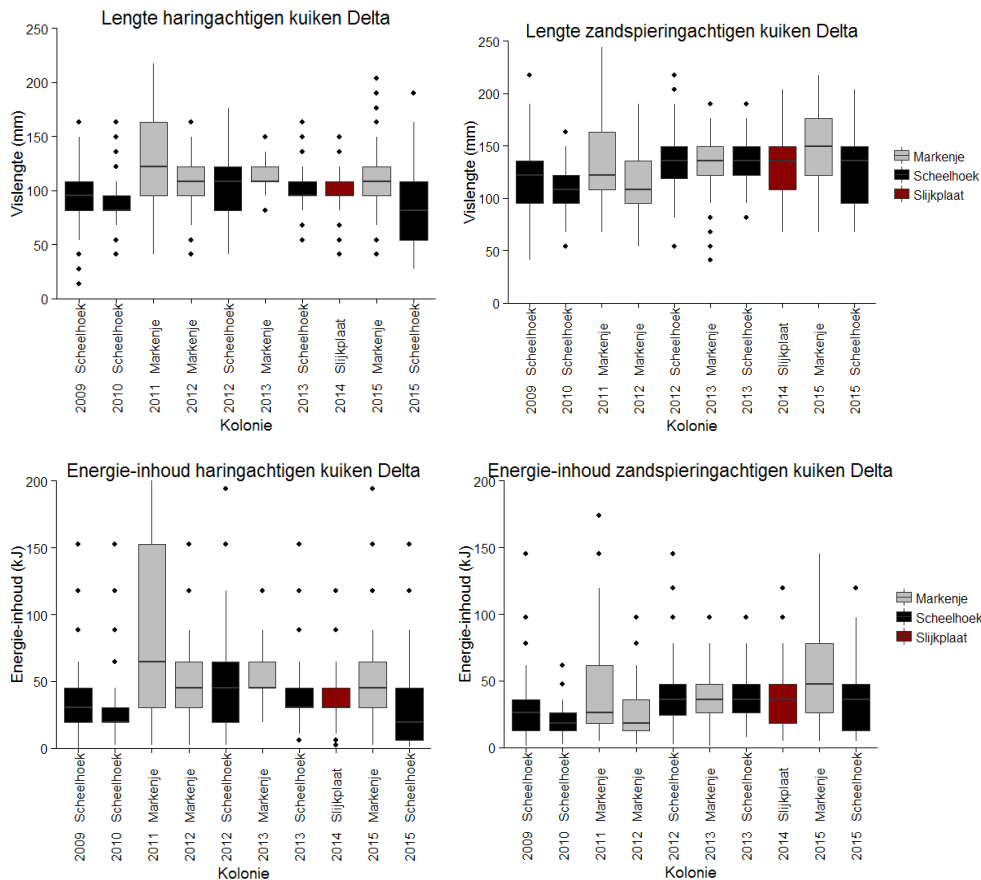 Lengte haringachtigen kuiken Delta
Vislengte (mm)
250
200
150
100
50
0
2009 Scheelhoek
2010 Scheelhoek
2011 Markenje
2012 Markenje
2012 Scheelhoek
2013 Markenje
2013 Scheelhoek
2014 Slijkplaat
2015 Markenje
2015 Scheelhoek
Kolonie
Lengte zandspieringachtigen kuiken Delta
Vislengte (mm)
250
200
150
100
50
0
2009 Scheelhoek
2010 Scheelhoek
2011 Markenje
2012 Markenje
2012 Scheelhoek
2013 Markenje
2013 Scheelhoek
2014 Slijkplaat
2015 Markenje
2015 Scheelhoek
Kolonie
Markenje
Scheelhoek
Slijkplaat
Energie-inhoud haringachtigen kuiken Delta
Energie-inhoud (kJ)
200
150
100
50
0
2009 Scheelhoek
2010 Scheelhoek
2011 Markenje
2012 Markenje
2012 Scheelhoek
2013 Markenje
2013 Scheelhoek
2014 Slijkplaat
2015 Markenje
2015 Scheelhoek
Kolonie
Energie-inhoud zandspieringachtigen kuiken Delta
Energie-inhoud (kJ)
200
150
100
50
0
2009 Scheelhoek
2010 Scheelhoek
2011 Markenje
2012 Markenje
2012 Scheelhoek
2013 Markenje
2013 Scheelhoek
2014 Slijkplaat
2015 Markenje
2015 Scheelhoek
Kolonie
Markenje
Scheelhoek
Slijkplaat